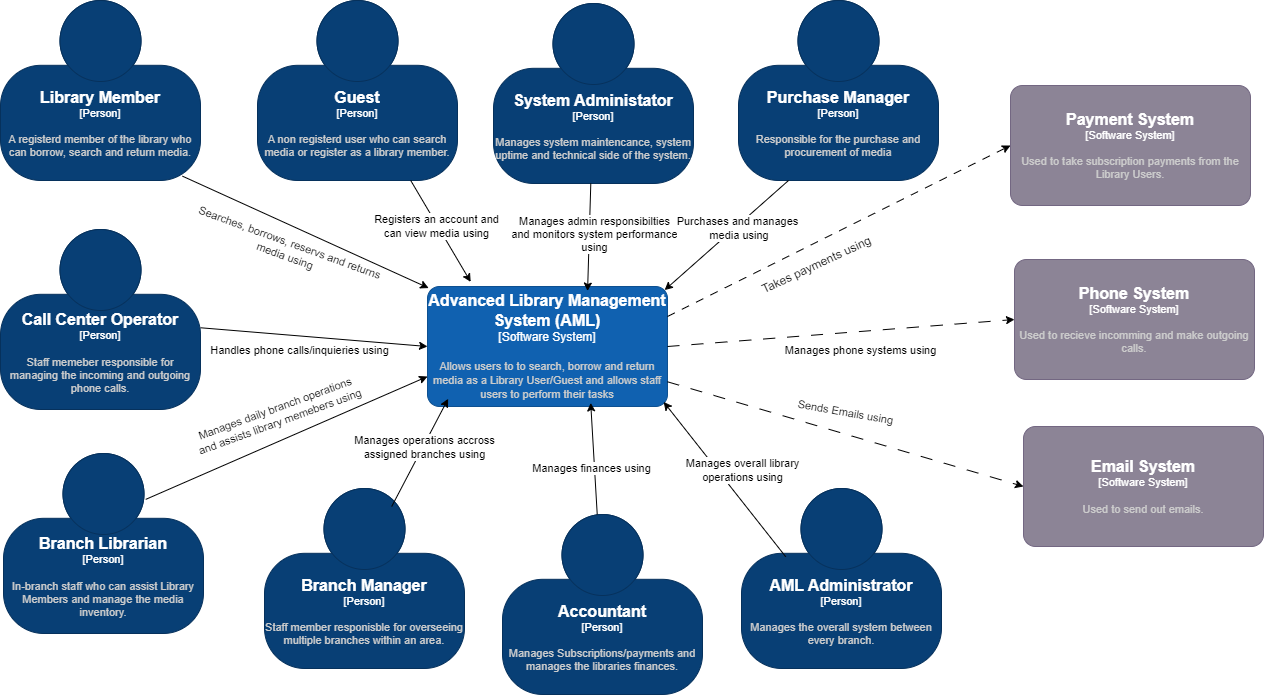 Library Member
[Person]
A registerd member of the library who
can borrow, search and return media.
Guest
[Person]
A non registerd user who can search
media or register as a library member.
System Administator
[Person]
Manages system maintencance, system
uptime and technical side of the system.
Purchase Manager
[Person]
Responsible for the purchase and
procurement of media
Payment System
[Software System]
Used to take subscription payments from the
Library Users.
Searches, borrows, reservs and returns
media using
Registers an account and
can view media using
Manages admin responsibilties
and monitors system performance
using
Purchases and manages
media using
Takes payments using
Call Center Operator
[Person]
Staff memeber responsible for
managing the incoming and outgoing
phone calls.
Handles phone calls/inquieries using
Advanced Library Management
System (AML)
[Software System]
Allows users to to search, borrow and return
media as a Library User/Guest and allows staff
users to perform their tasks
Manages phone systems using
Phone System
[Software System]
Used to recieve incomming and make outgoing
calls.
Manages daily branch operations
and assists library memebers using
Manages operations accross
assigned branches using
Manages finances using
Manages overall library
operations using
Sends Emails using
Email System
[Software System]
Used to send out emails.
Branch Librarian
[Person]
In-branch staff who can assist Library
Members and manage the media
inventory.
Branch Manager
[Person]
Staff member responisble for overseeing
multiple branches within an area.
Accountant
[Person]
Manages Subscriptions/payments and
manages the libraries finances.
AML Administrator
[Person]
Manages the overall system between
every branch.